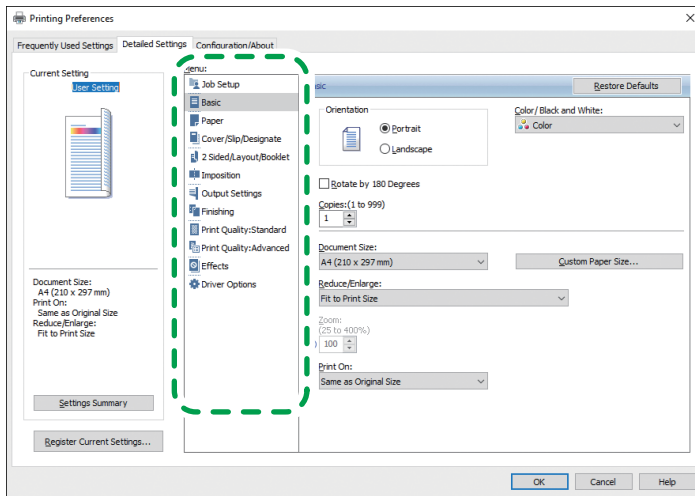 Printing Preferences
Frequently Used Settings Detailed Settings Configuration/About
Current Setting
User Setting
Document Size:
A4 (210 x 297 mm)
Print On:
Same as Original Size
Reduce/Enlarge:
Fit to Print Size
Settings Summary
Register Current Settings...
Menu:
Job Setup
Basic
Paper
Cover/Slip/Designate
2 Sided/Layout/Booklet
Imposition
Output Settings
Finishing
Print Quality:Standard
Print Quality:Advanced
Effects
Driver Options
Restore Defaults
Orientation
Portrait
Landscape
Color/ Black and White:
Color
Rotate by 180 Degrees
Copies:(1 to 999)
1
Document Size:
A4 (210 x 297 mm)
Custom Paper Size...
Reduce/Enlarge:
Fit to Print Size
Zoom:
(25 to 400%)
) 100
Print On:
Same as Original Size
OK Cancel Help